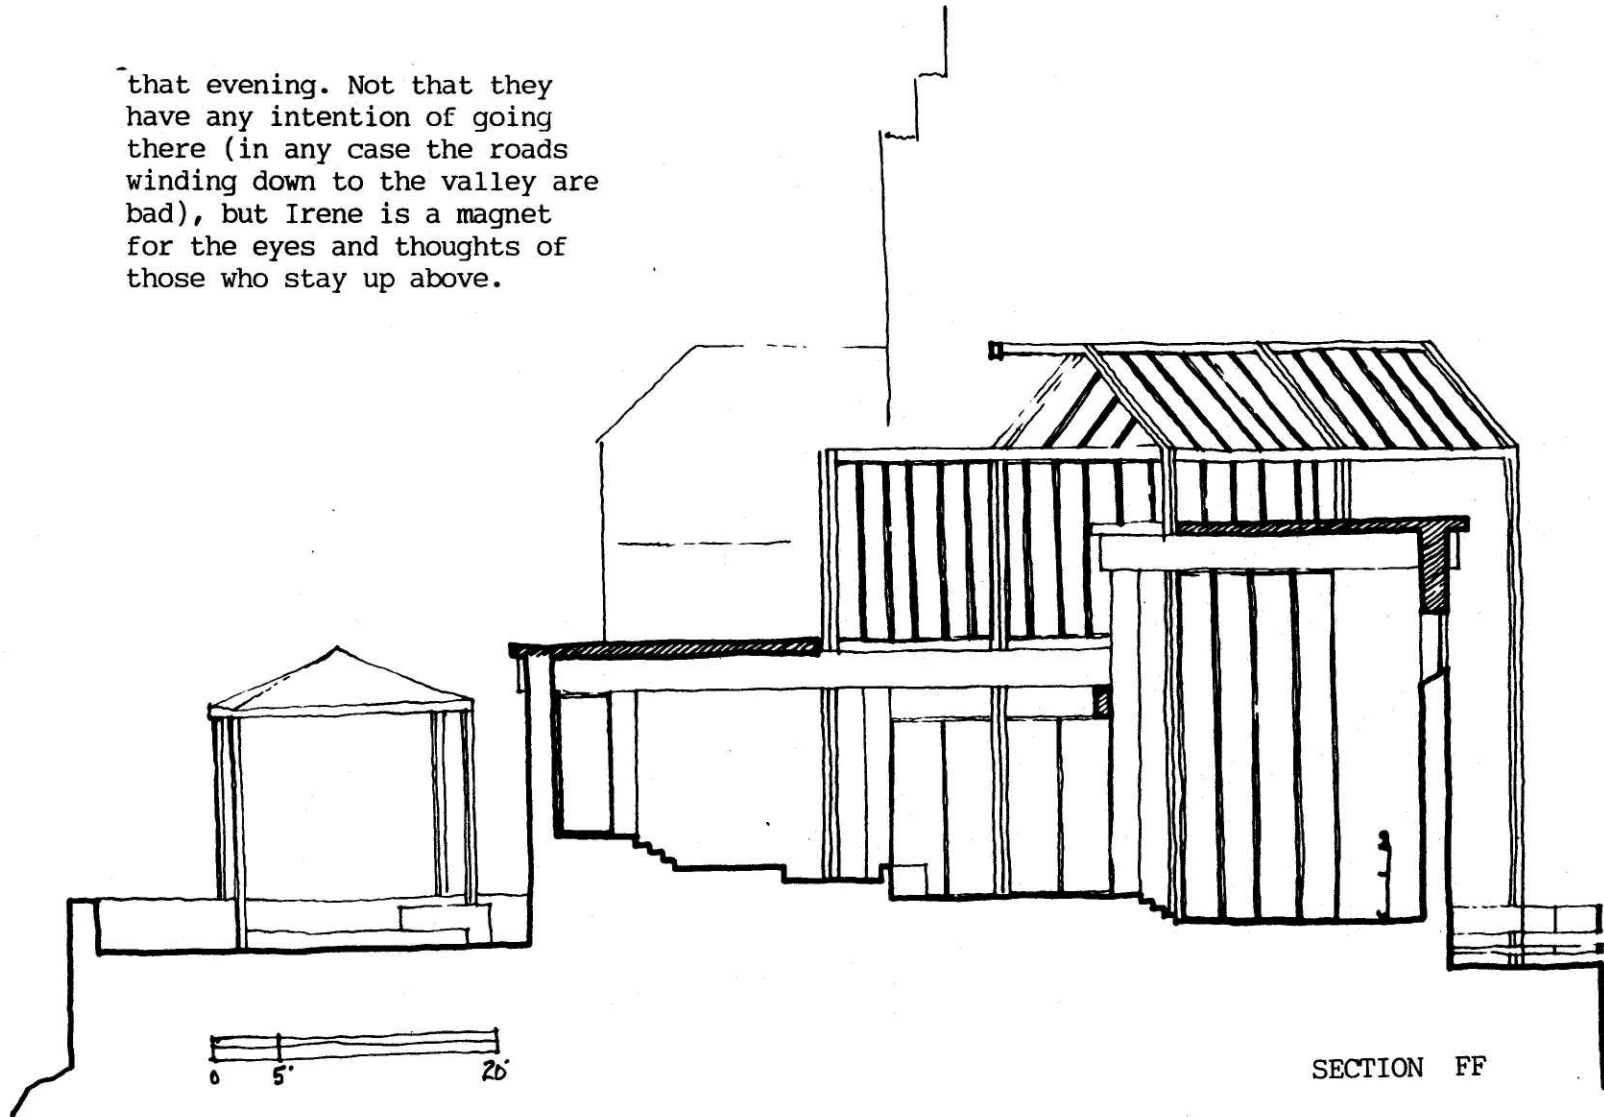 that evening. Not that they
have any intention of going
there (in any case the roads
winding down to the valley are
bad), but Irene is a magnet
for the eyes and thoughts of
those who stay up above.
0 5' 20'
SECTION FF